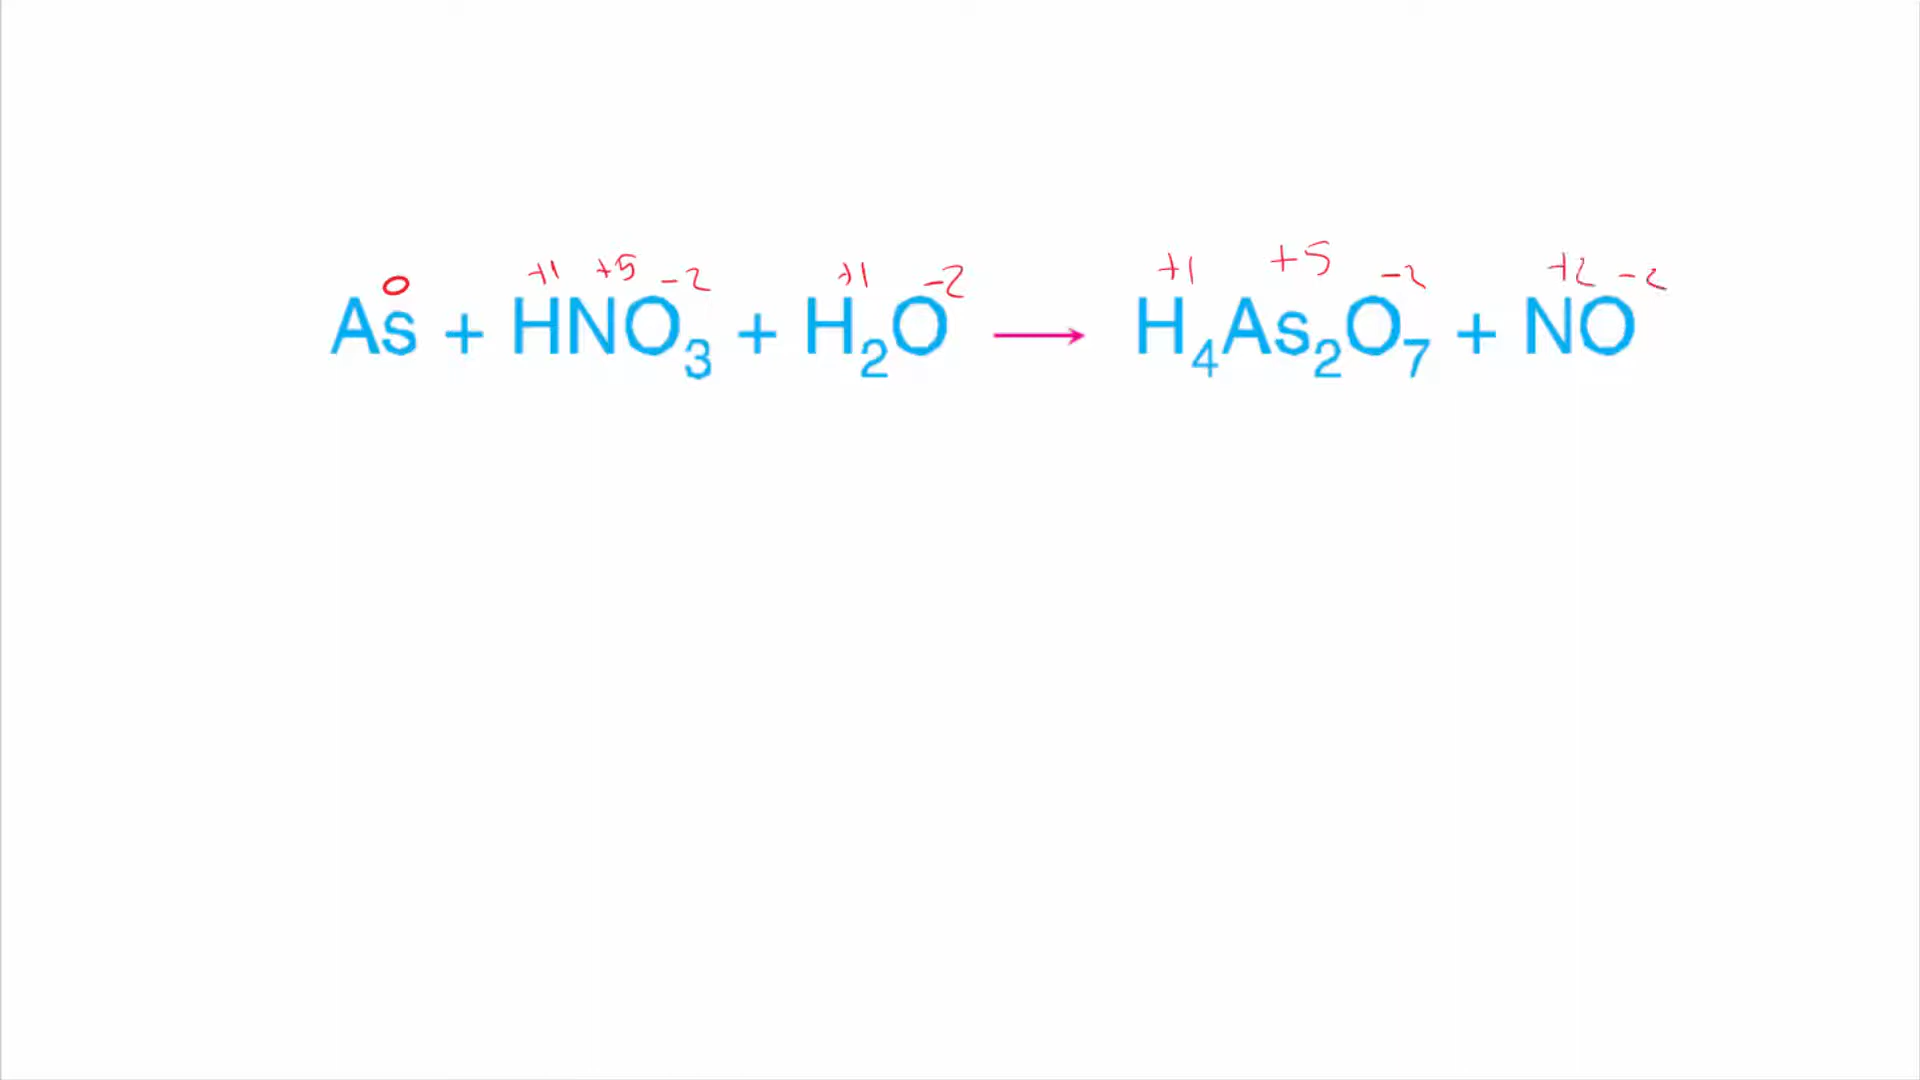 0 +1 +5 -2 +1 -2 +1 +5 -2 +2 -2
As + HNO₃ + H₂O ⟶ H₄As₂O₇ + NO